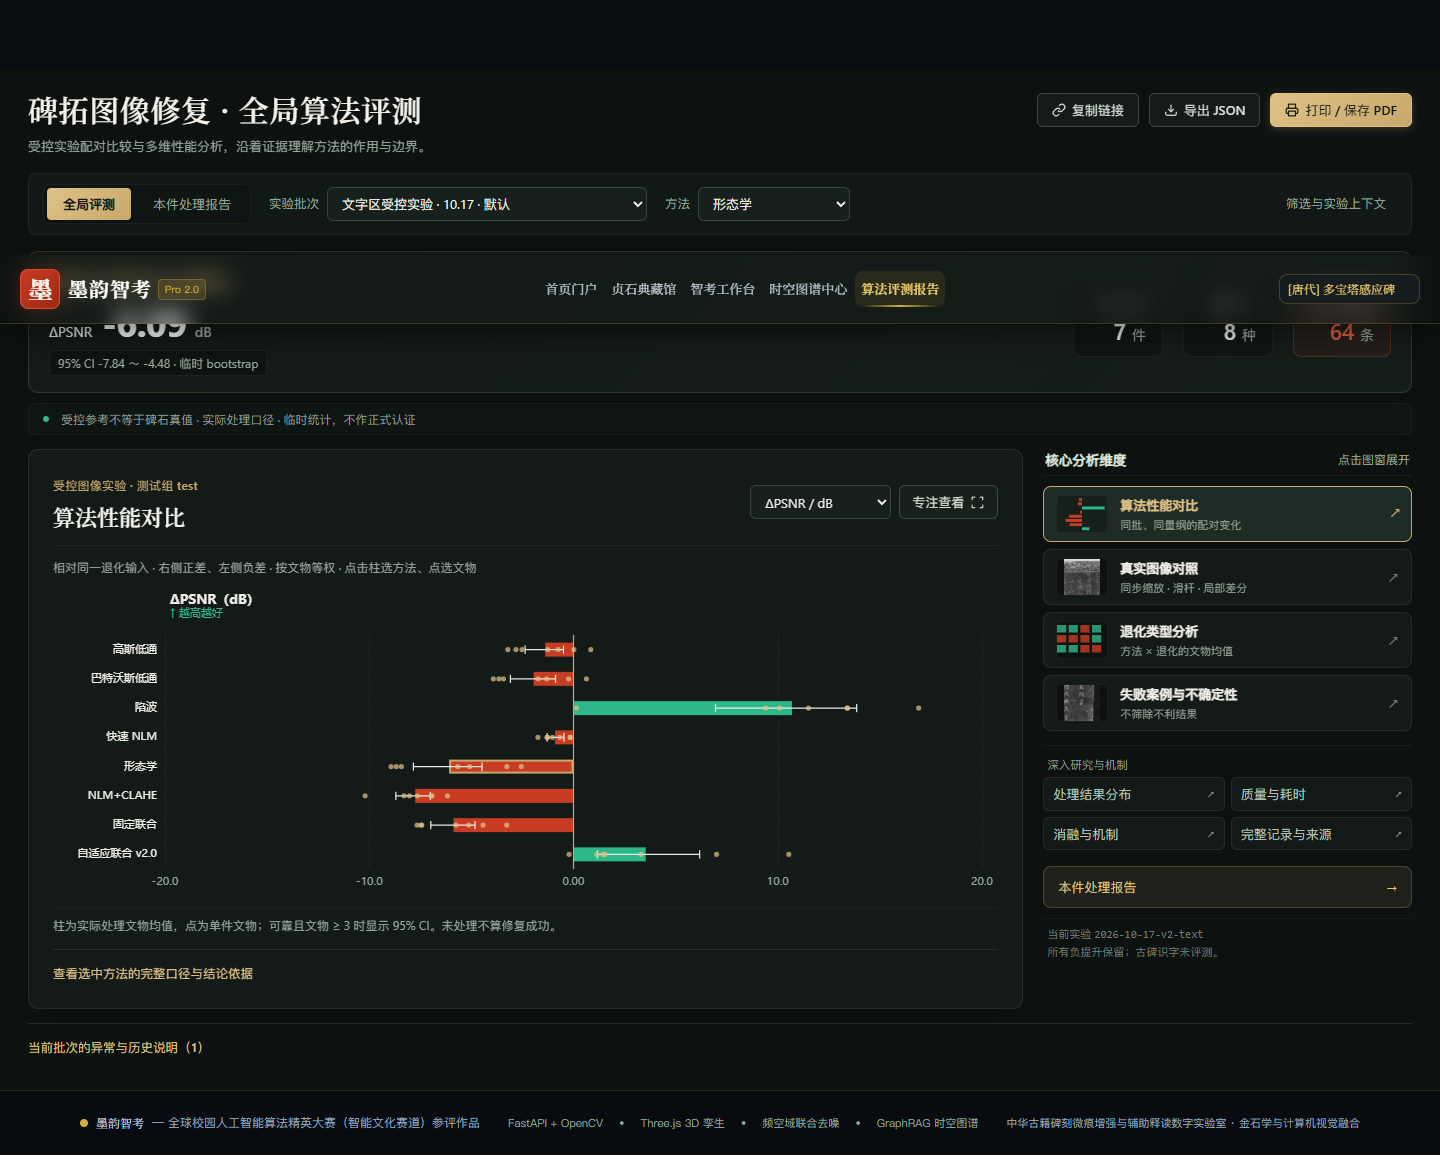 碑拓图像修复 · 全局算法评测
复制链接
导出 JSON
打印 / 保存 PDF
受控实验配对比较与多维性能分析，沿着证据理解方法的作用与边界。
全局评测
本件处理报告
实验批次
文字区受控实验 · 10.17 · 默认
方法
形态学
筛选与实验上下文
墨
墨韵智考
Pro 2.0
首页门户
贞石典藏馆
智考工作台
时空图谱中心
算法评测报告
[唐代] 多宝塔感应碑
ΔPSNR
-6.09
dB
7 件
8 种
64 条
95% CI -7.84 ～ -4.48 · 临时 bootstrap
受控参考不等于碑石真值 · 实际处理口径 · 临时统计，不作正式认证
受控图像实验 · 测试组 test
算法性能对比
ΔPSNR / dB
专注查看
相对同一退化输入 · 右侧正差、左侧负差 · 按文物等权 · 点击柱选方法、点选文物
ΔPSNR（dB）
↑ 越高越好
高斯低通
巴特沃斯低通
陷波
快速 NLM
形态学
NLM+CLAHE
固定联合
自适应联合 v2.0
-20.0
-10.0
0.00
10.0
20.0
柱为实际处理文物均值，点为单件文物；可靠且文物 ≥ 3 时显示 95% CI。未处理不算修复成功。
查看选中方法的完整口径与结论依据
核心分析维度
点击图窗展开
算法性能对比
同批、同量纲的配对变化
↗
真实图像对照
同步缩放 · 滑杆 · 局部差分
↗
退化类型分析
方法 × 退化的文物均值
↗
失败案例与不确定性
不筛除不利结果
↗
深入研究与机制
处理结果分布 ↗
质量与耗时 ↗
消融与机制 ↗
完整记录与来源 ↗
本件处理报告 →
当前实验 2026-10-17-v2-text
所有负提升保留；古碑识字未评测。
当前批次的异常与历史说明（1）
墨韵智考 — 全球校园人工智能算法精英大赛（智能文化赛道）参评作品
FastAPI + OpenCV • Three.js 3D 孪生 • 频空域联合去噪 • GraphRAG 时空图谱
中华古籍碑刻微痕增强与辅助释读数字实验室 · 金石学与计算机视觉融合